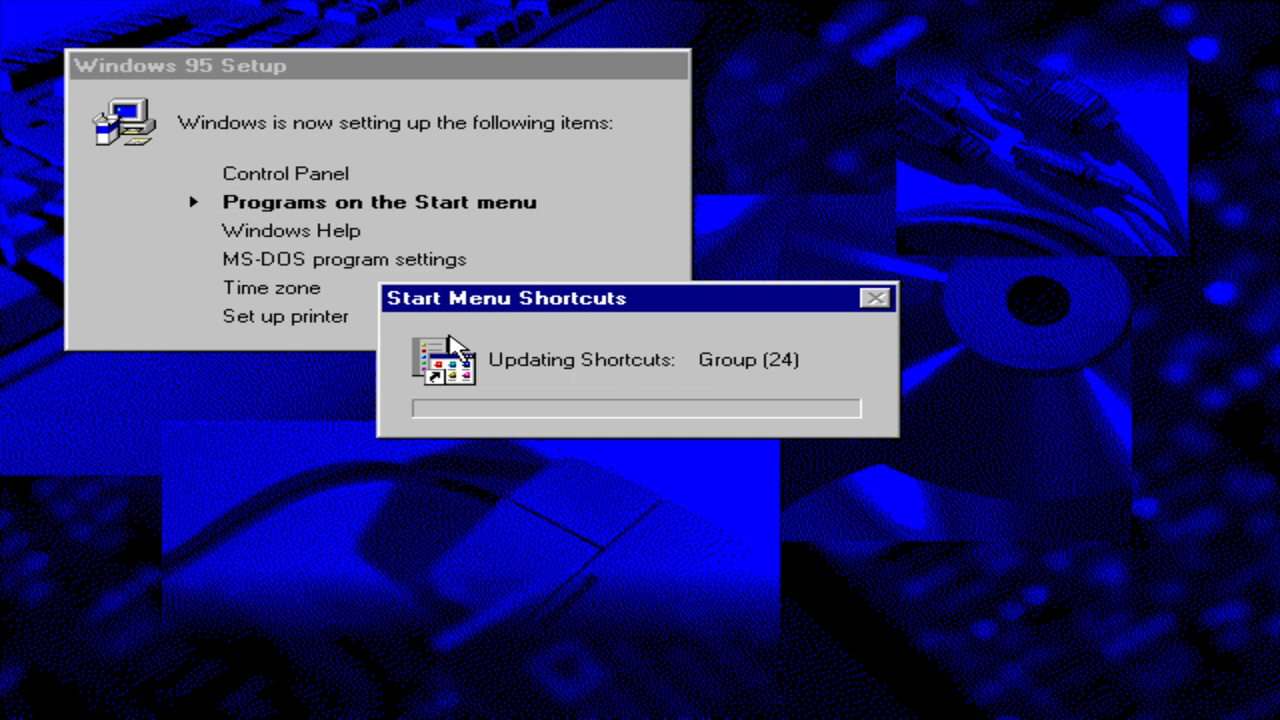 Windows 95 Setup
Windows is now setting up the following items:
Control Panel
Programs on the Start menu
Windows Help
MS-DOS program settings
Time zone
Set up printer
Start Menu Shortcuts
Updating Shortcuts: Group (24)